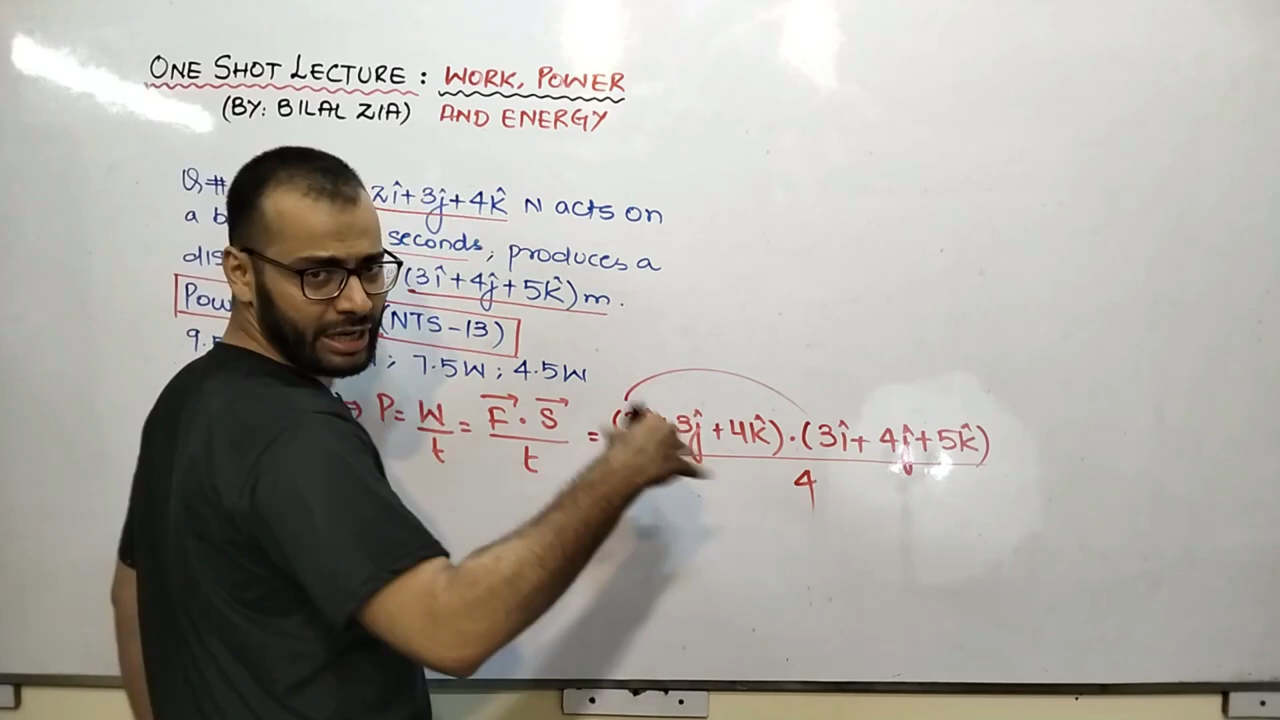 ONE SHOT LECTURE : WORK, POWER
(BY: BILAL ZIA) AND ENERGY
Q# 2î+3ĵ+4k̂ N acts on
a b seconds, produces a
dis (3î+4ĵ+5k̂)m.
Pow (NTS-13)
9.5 ; 7.5W ; 4.5W
⇒ P = W/t = F⃗ · S⃗ / t = ( 3ĵ+4k̂)·(3î+4ĵ+5k̂) / 4